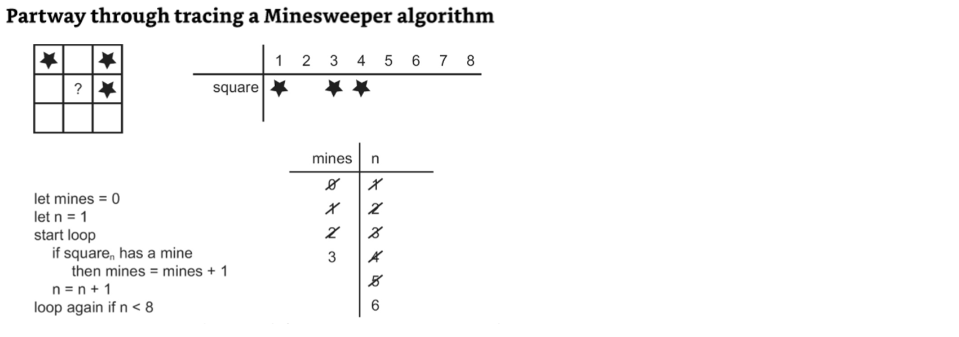 Partway through tracing a Minesweeper algorithm
?
1 2 3 4 5 6 7 8
square
mines n
0 1
1 2
2 3
3 4
5
6
let mines = 0
let n = 1
start loop
if squareₙ has a mine
then mines = mines + 1
n = n + 1
loop again if n < 8